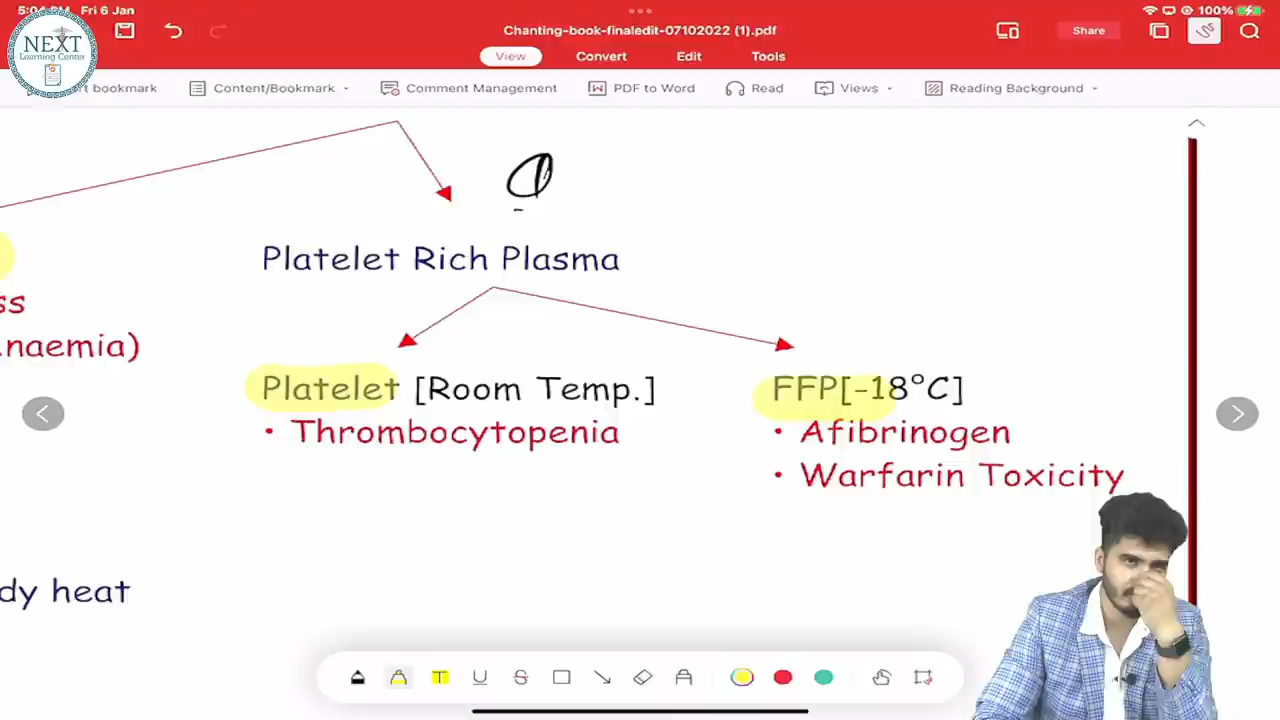 5:04 PM Fri 6 Jan
100%
NEXT
Learning Center
Chanting-book-finaledit-07102022 (1).pdf
Share
View Convert Edit Tools
bookmark Content/Bookmark Comment Management PDF to Word Read Views Reading Background
Platelet Rich Plasma
ss
naemia)
Platelet [Room Temp.]
• Thrombocytopenia
FFP[-18°C]
• Afibrinogen
• Warfarin Toxicity
dy heat
T U S A